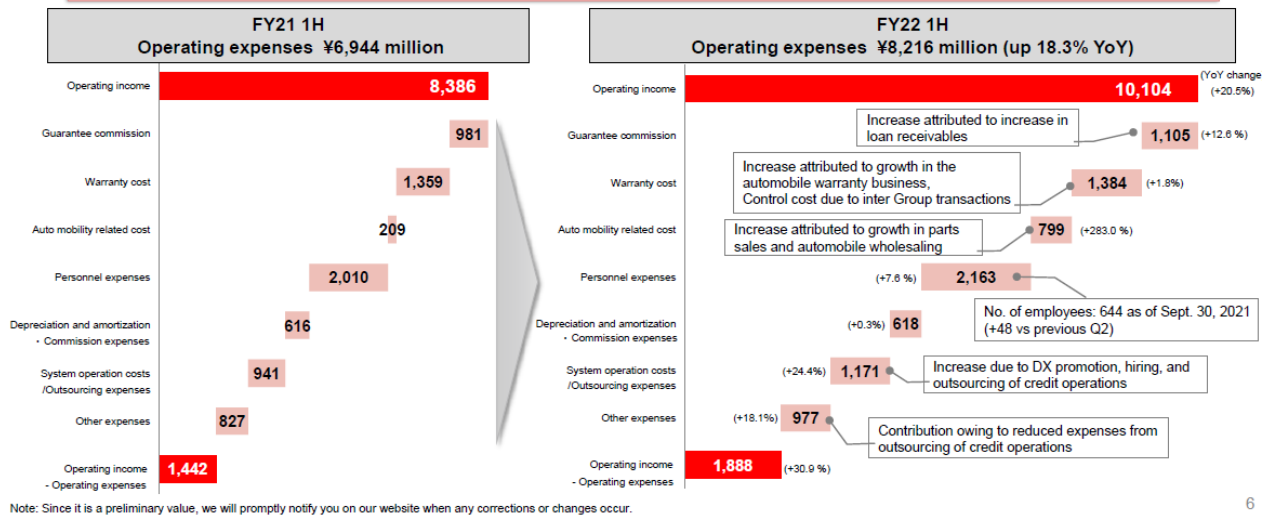 FY21 1H
Operating expenses ¥6,944 million
Operating income
8,386
Guarantee commission
981
Warranty cost
1,359
Auto mobility related cost
209
Personnel expenses
2,010
Depreciation and amortization
・ Commission expenses
616
System operation costs
/Outsourcing expenses
941
Other expenses
827
Operating income
- Operating expenses
1,442
FY22 1H
Operating expenses ¥8,216 million (up 18.3% YoY)
Operating income
10,104
(YoY change
(+20.5%)
Guarantee commission
Increase attributed to increase in
loan receivables
1,105
(+12.6 %)
Warranty cost
Increase attributed to growth in the
automobile warranty business,
Control cost due to inter Group transactions
1,384
(+1.8%)
Auto mobility related cost
Increase attributed to growth in parts
sales and automobile wholesaling
799
(+283.0 %)
Personnel expenses
(+7.6 %)
2,163
No. of employees: 644 as of Sept. 30, 2021
(+48 vs previous Q2)
Depreciation and amortization
・ Commission expenses
(+0.3%)
618
System operation costs
/Outsourcing expenses
(+24.4%)
1,171
Increase due to DX promotion, hiring, and
outsourcing of credit operations
Other expenses
(+18.1%)
977
Contribution owing to reduced expenses from
outsourcing of credit operations
Operating income
- Operating expenses
1,888
(+30.9 %)
Note: Since it is a preliminary value, we will promptly notify you on our website when any corrections or changes occur.
6